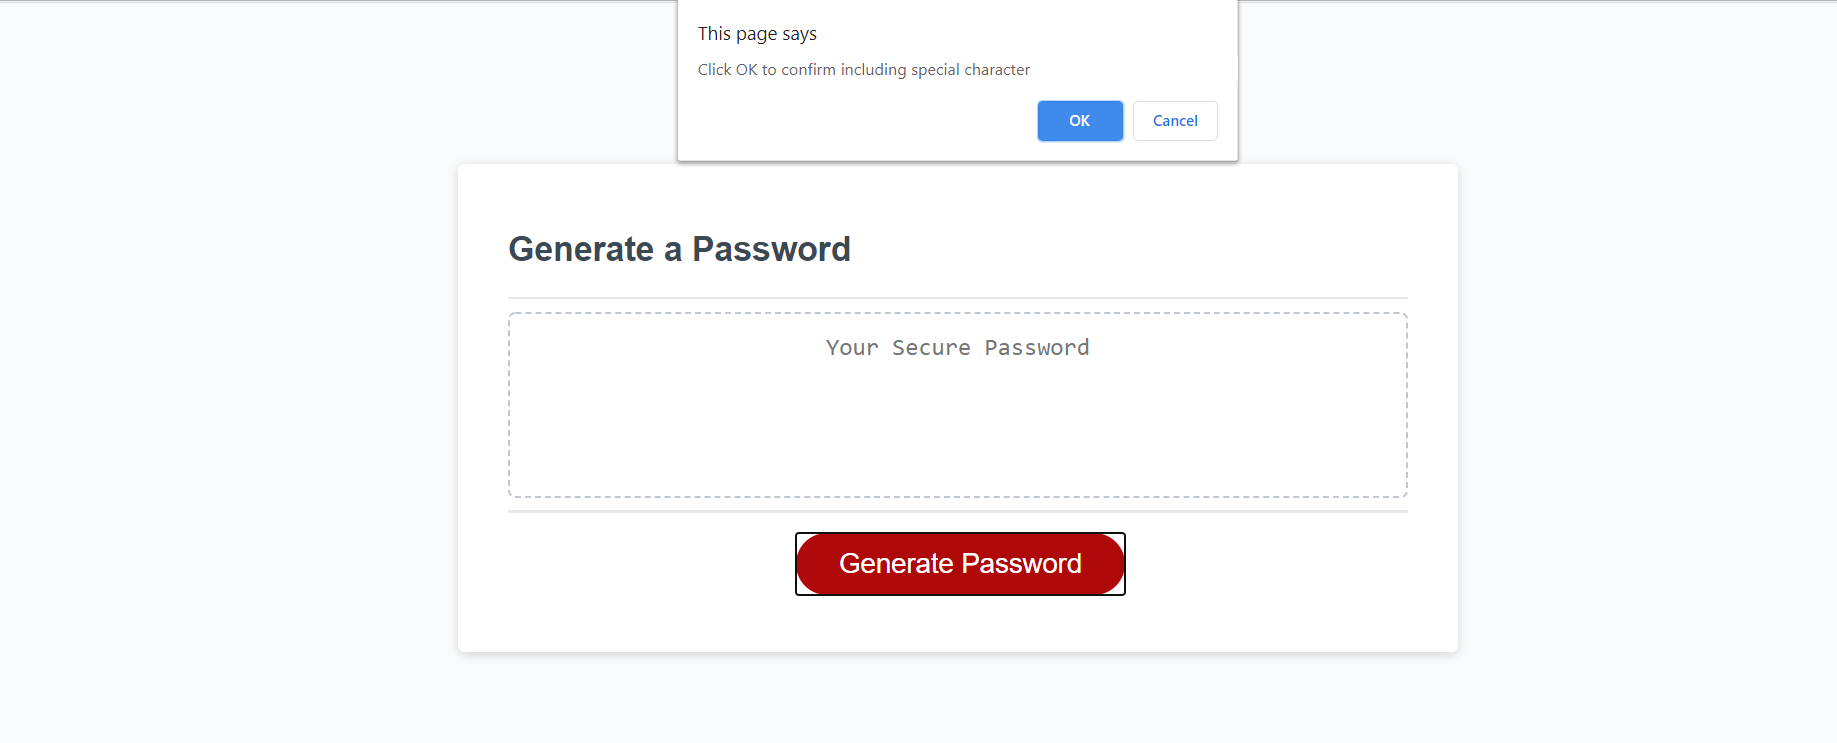 This page says
Click OK to confirm including special character
OK
Cancel
Generate a Password
Your Secure Password
Generate Password